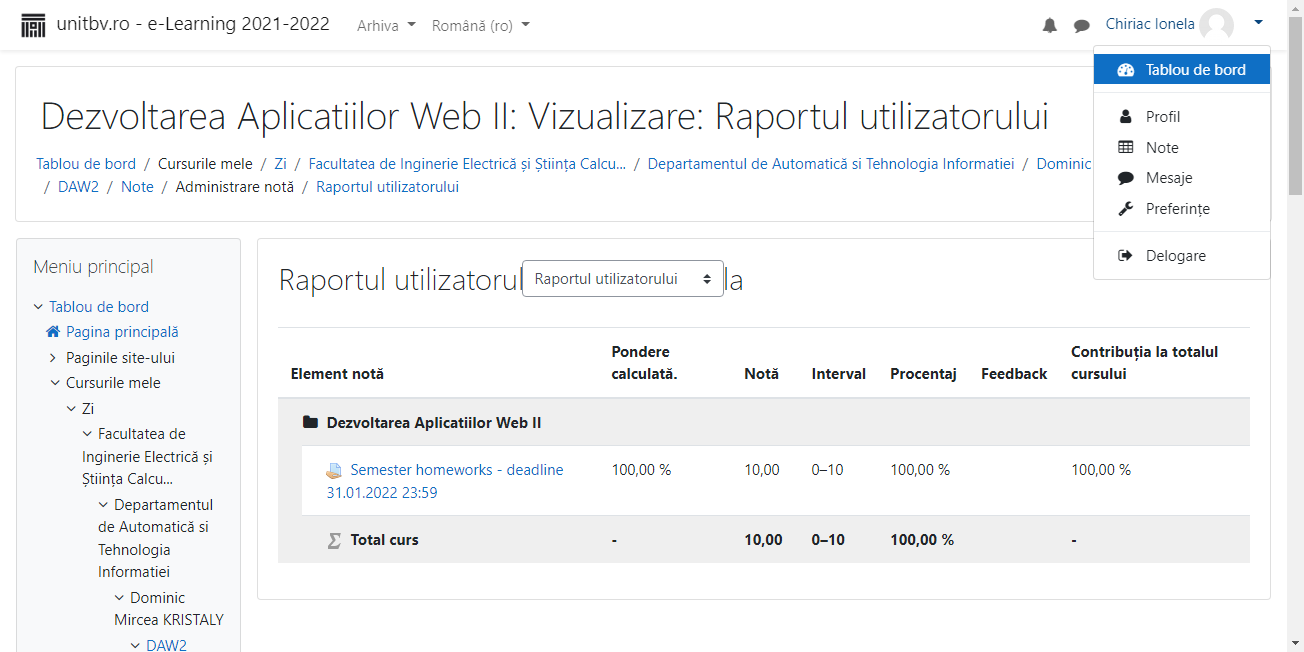 unitbv.ro - e-Learning 2021-2022 Arhiva Română (ro) Chiriac Ionela
Tablou de bord
Profil
Note
Mesaje
Preferințe
Delogare
Dezvoltarea Aplicatiilor Web II: Vizualizare: Raportul utilizatorului
Tablou de bord / Cursurile mele / Zi / Facultatea de Inginerie Electrică și Știința Calcu... / Departamentul de Automatică si Tehnologia Informatiei / Dominic
/ DAW2 / Note / Administrare notă / Raportul utilizatorului
Meniu principal
Tablou de bord
Pagina principală
Paginile site-ului
Cursurile mele
Zi
Facultatea de
Inginerie Electrică și
Știința Calcu...
Departamentul
de Automatică si
Tehnologia
Informatiei
Dominic
Mircea KRISTALY
DAW2
Raportul utilizatorul Raportul utilizatorului la
Element notă Pondere calculată. Notă Interval Procentaj Feedback Contribuția la totalul cursului
Dezvoltarea Aplicatiilor Web II
Semester homeworks - deadline 100,00 % 10,00 0–10 100,00 % 100,00 %
31.01.2022 23:59
Total curs - 10,00 0–10 100,00 % -